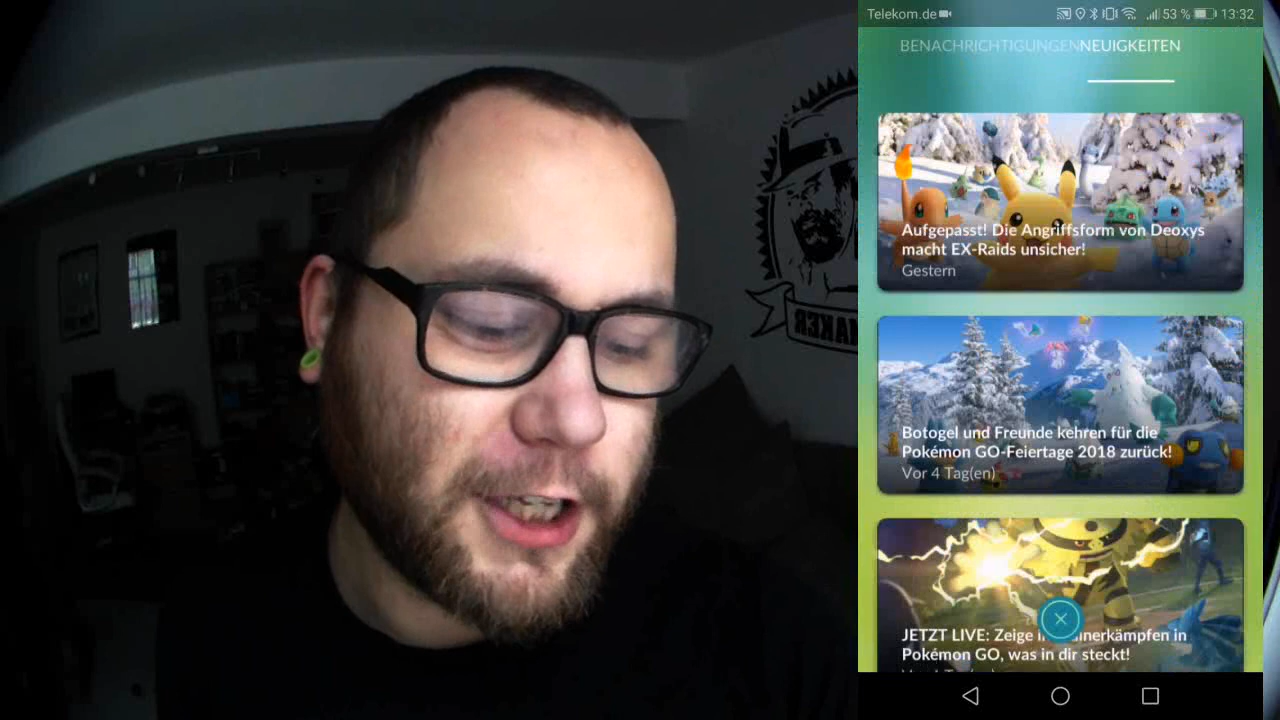 Telekom.de
53 %
13:32
BENACHRICHTIGUNGEN
NEUIGKEITEN
Aufgepasst! Die Angriffsform von Deoxys
macht EX-Raids unsicher!
Gestern
Botogel und Freunde kehren für die
Pokémon GO-Feiertage 2018 zurück!
Vor 4 Tag(en)
JETZT LIVE: Zeige in
Pokémon GO, was in dir steckt!